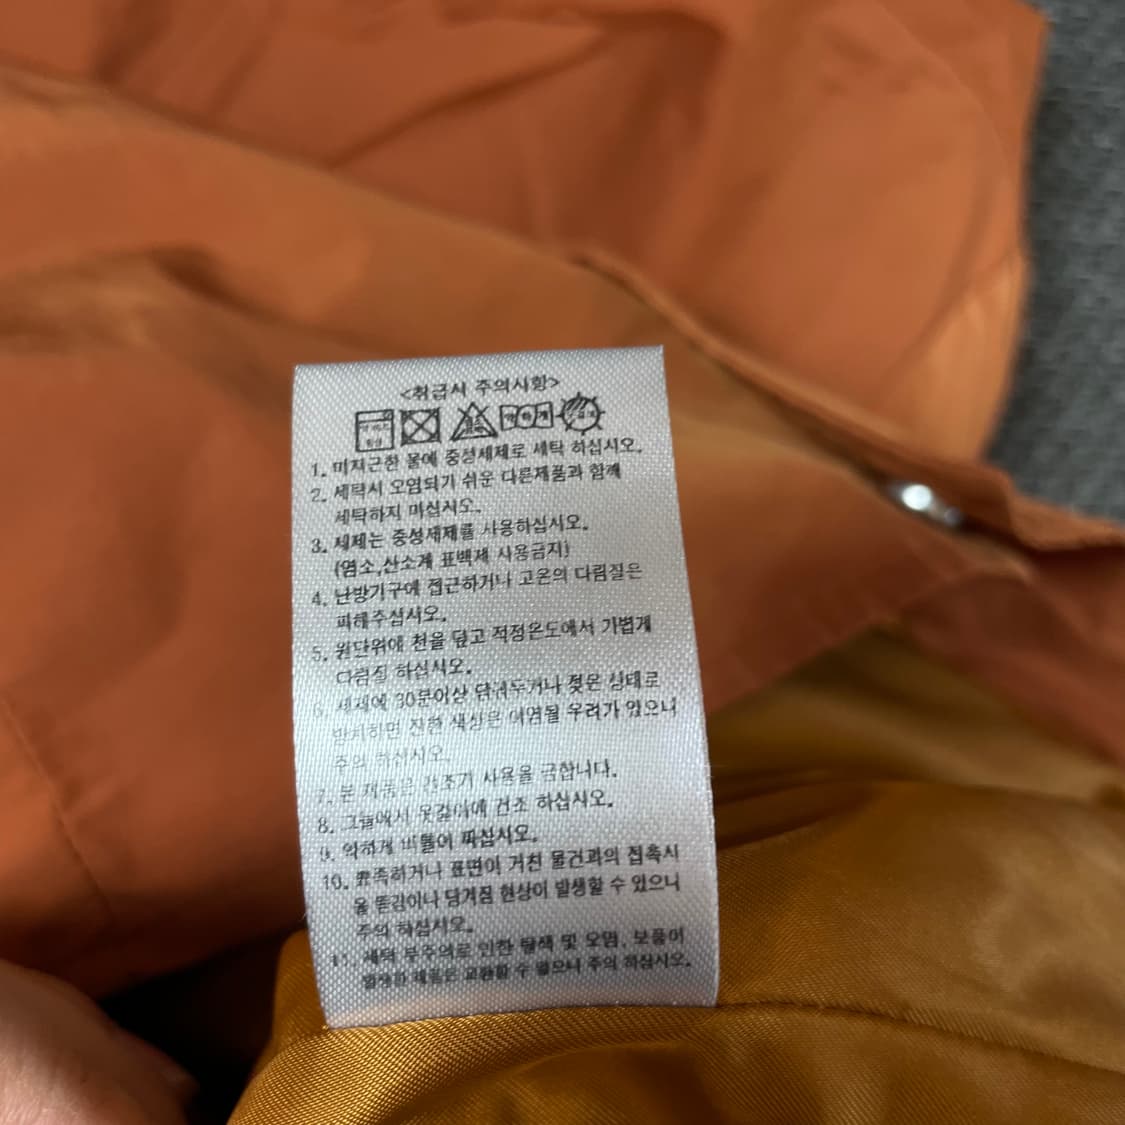 <취급시 주의사항>
1. 미지근한 물에 중성세제로 세탁 하십시오.
2. 세탁시 오염되기 쉬운 다른제품과 함께
세탁하지 마십시오.
3. 세제는 중성세제를 사용하십시오.
(염소,산소계 표백제 사용금지)
4. 난방기구에 접근하거나 고온의 다림질은
피해주십시오.
5. 원단위에 천을 덮고 적정온도에서 가볍게
다림질 하십시오.
6. 세제에 30분이상 담궈두거나 젖은 상태로
방치하면 진한 색상은 이염될 우려가 있으니
주의 하십시오.
7. 본 제품은 건조기 사용을 금합니다.
8. 그늘에서 옷걸이에 건조 하십시오.
9. 약하게 비틀어 짜십시오.
10. 뾰족하거나 표면이 거친 물건과의 접촉시
올 뜯김이나 당겨짐 현상이 발생할 수 있으니
주의 하십시오.
11. 세탁 부주의로 인한 탈색 및 오염, 보풀이
발생한 제품은 교환할 수 없으니 주의 하십시오.